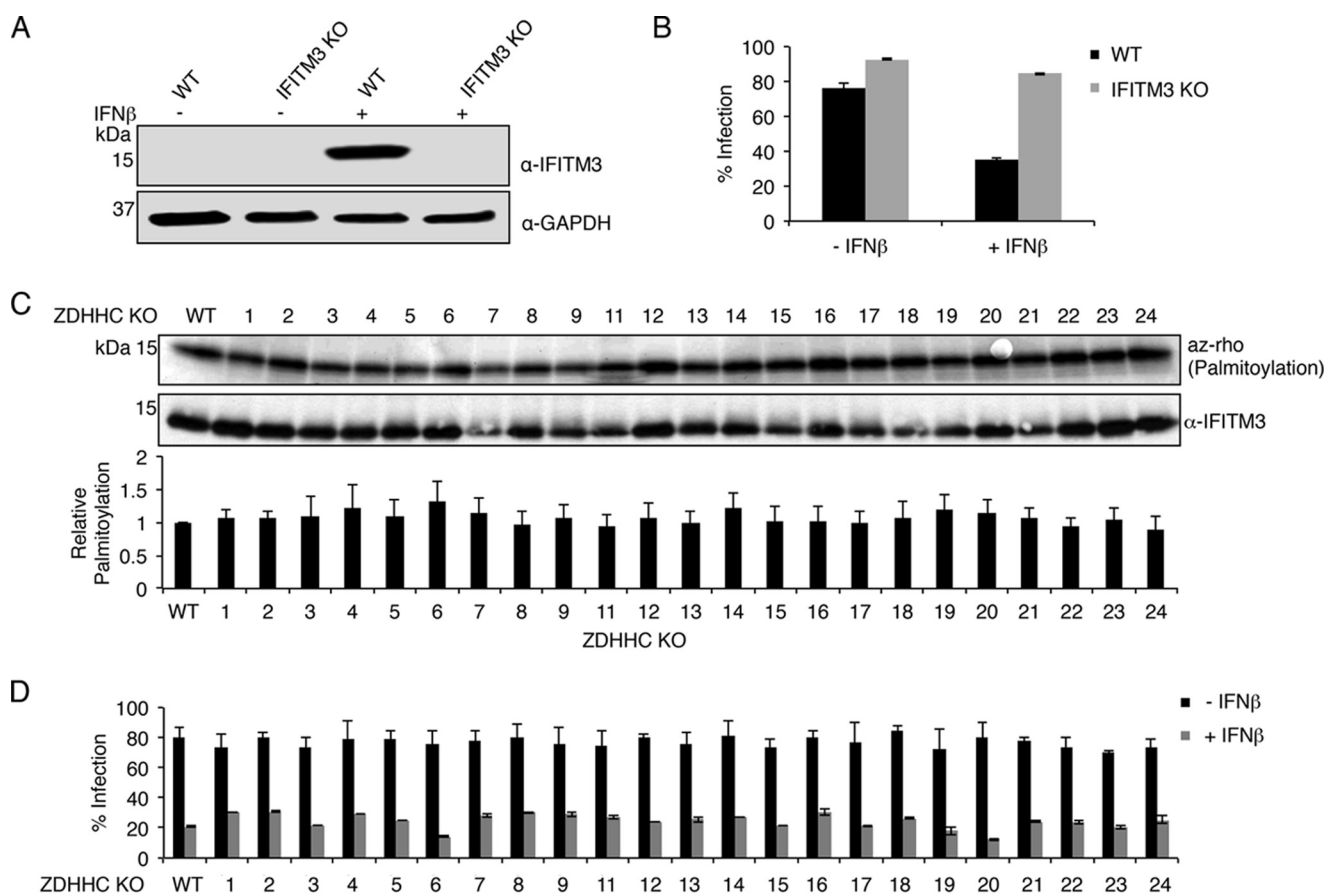 A
WT IFITM3 KO WT IFITM3 KO
IFNβ - - + +
kDa
15
α-IFITM3
37
α-GAPDH
B
100
80
60
40
20
0
% Infection
- IFNβ + IFNβ
WT
IFITM3 KO
C
ZDHHC KO WT 1 2 3 4 5 6 7 8 9 11 12 13 14 15 16 17 18 19 20 21 22 23 24
kDa 15
az-rho
(Palmitoylation)
15
α-IFITM3
Relative
Palmitoylation
2
1.5
1
0.5
0
WT 1 2 3 4 5 6 7 8 9 11 12 13 14 15 16 17 18 19 20 21 22 23 24
ZDHHC KO
D
% Infection
100
80
60
40
20
0
- IFNβ
+ IFNβ
ZDHHC KO WT 1 2 3 4 5 6 7 8 9 11 12 13 14 15 16 17 18 19 20 21 22 23 24